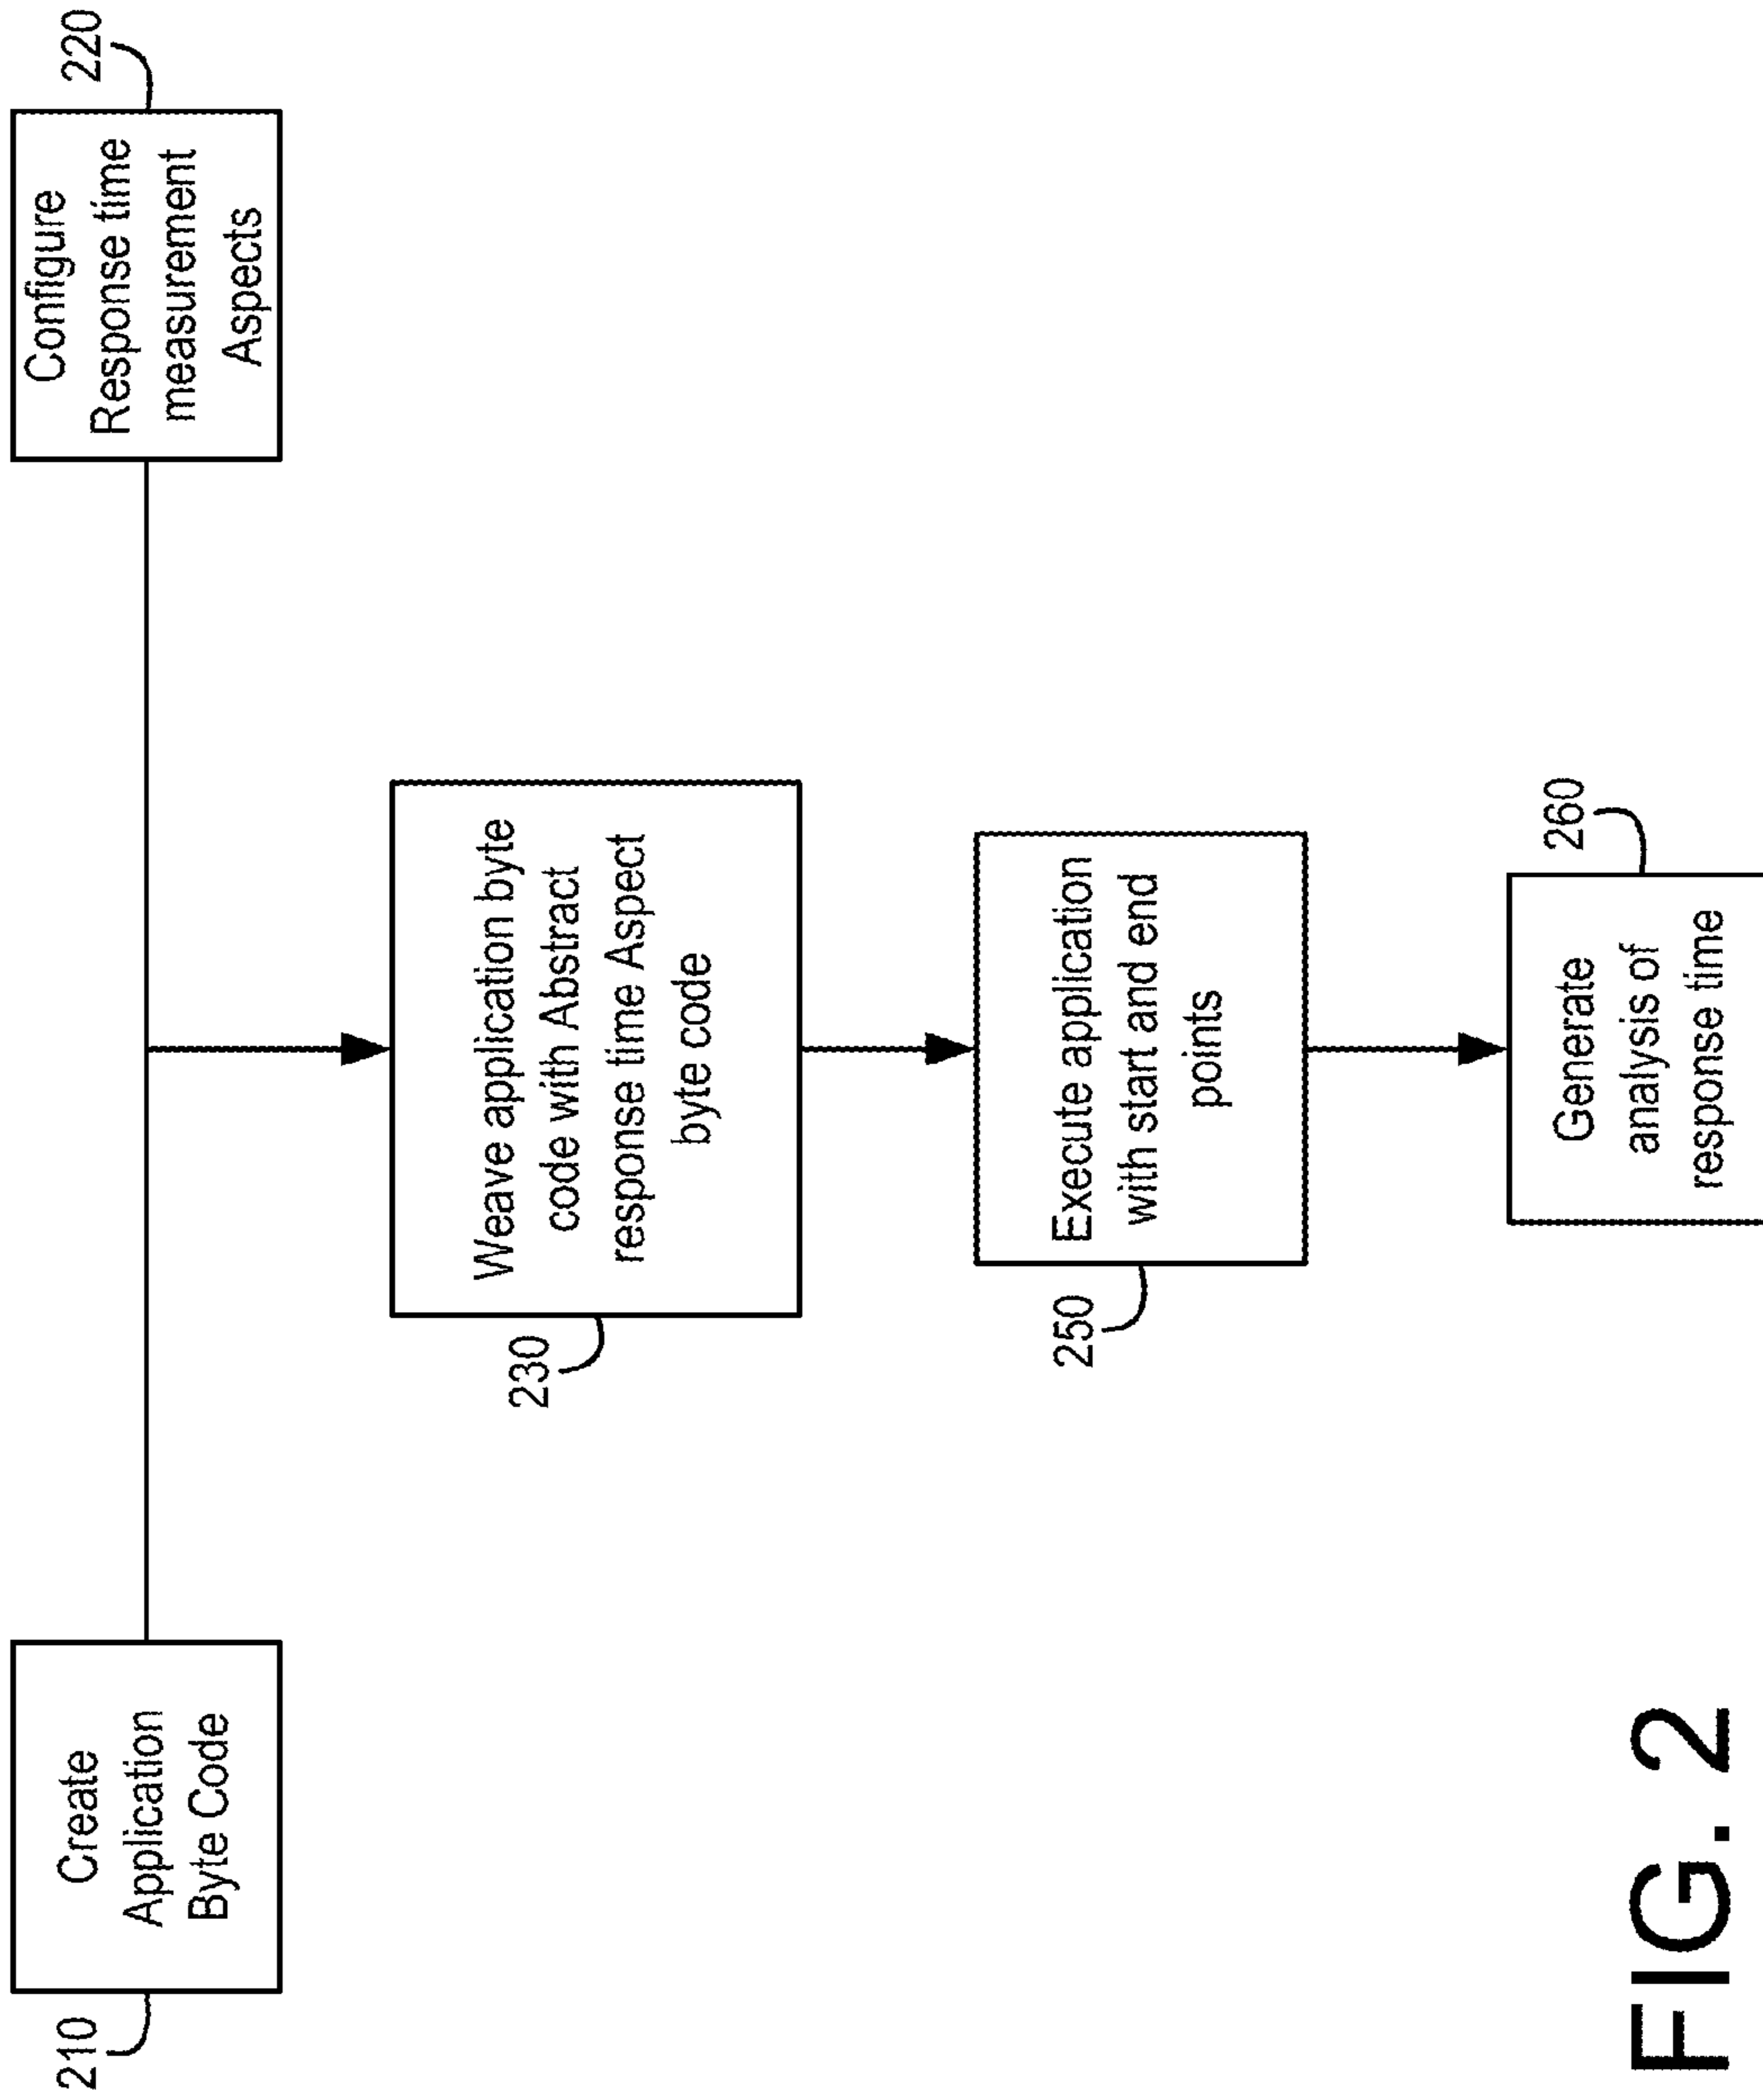 210
Create
Application
Byte Code
Configure
Response time
measurement
Aspects
220
230
Weave application byte
code with Abstract
response time Aspect
byte code
250
Execute application
with start and end
points
260
Generate
analysis of
response time
FIG. 2